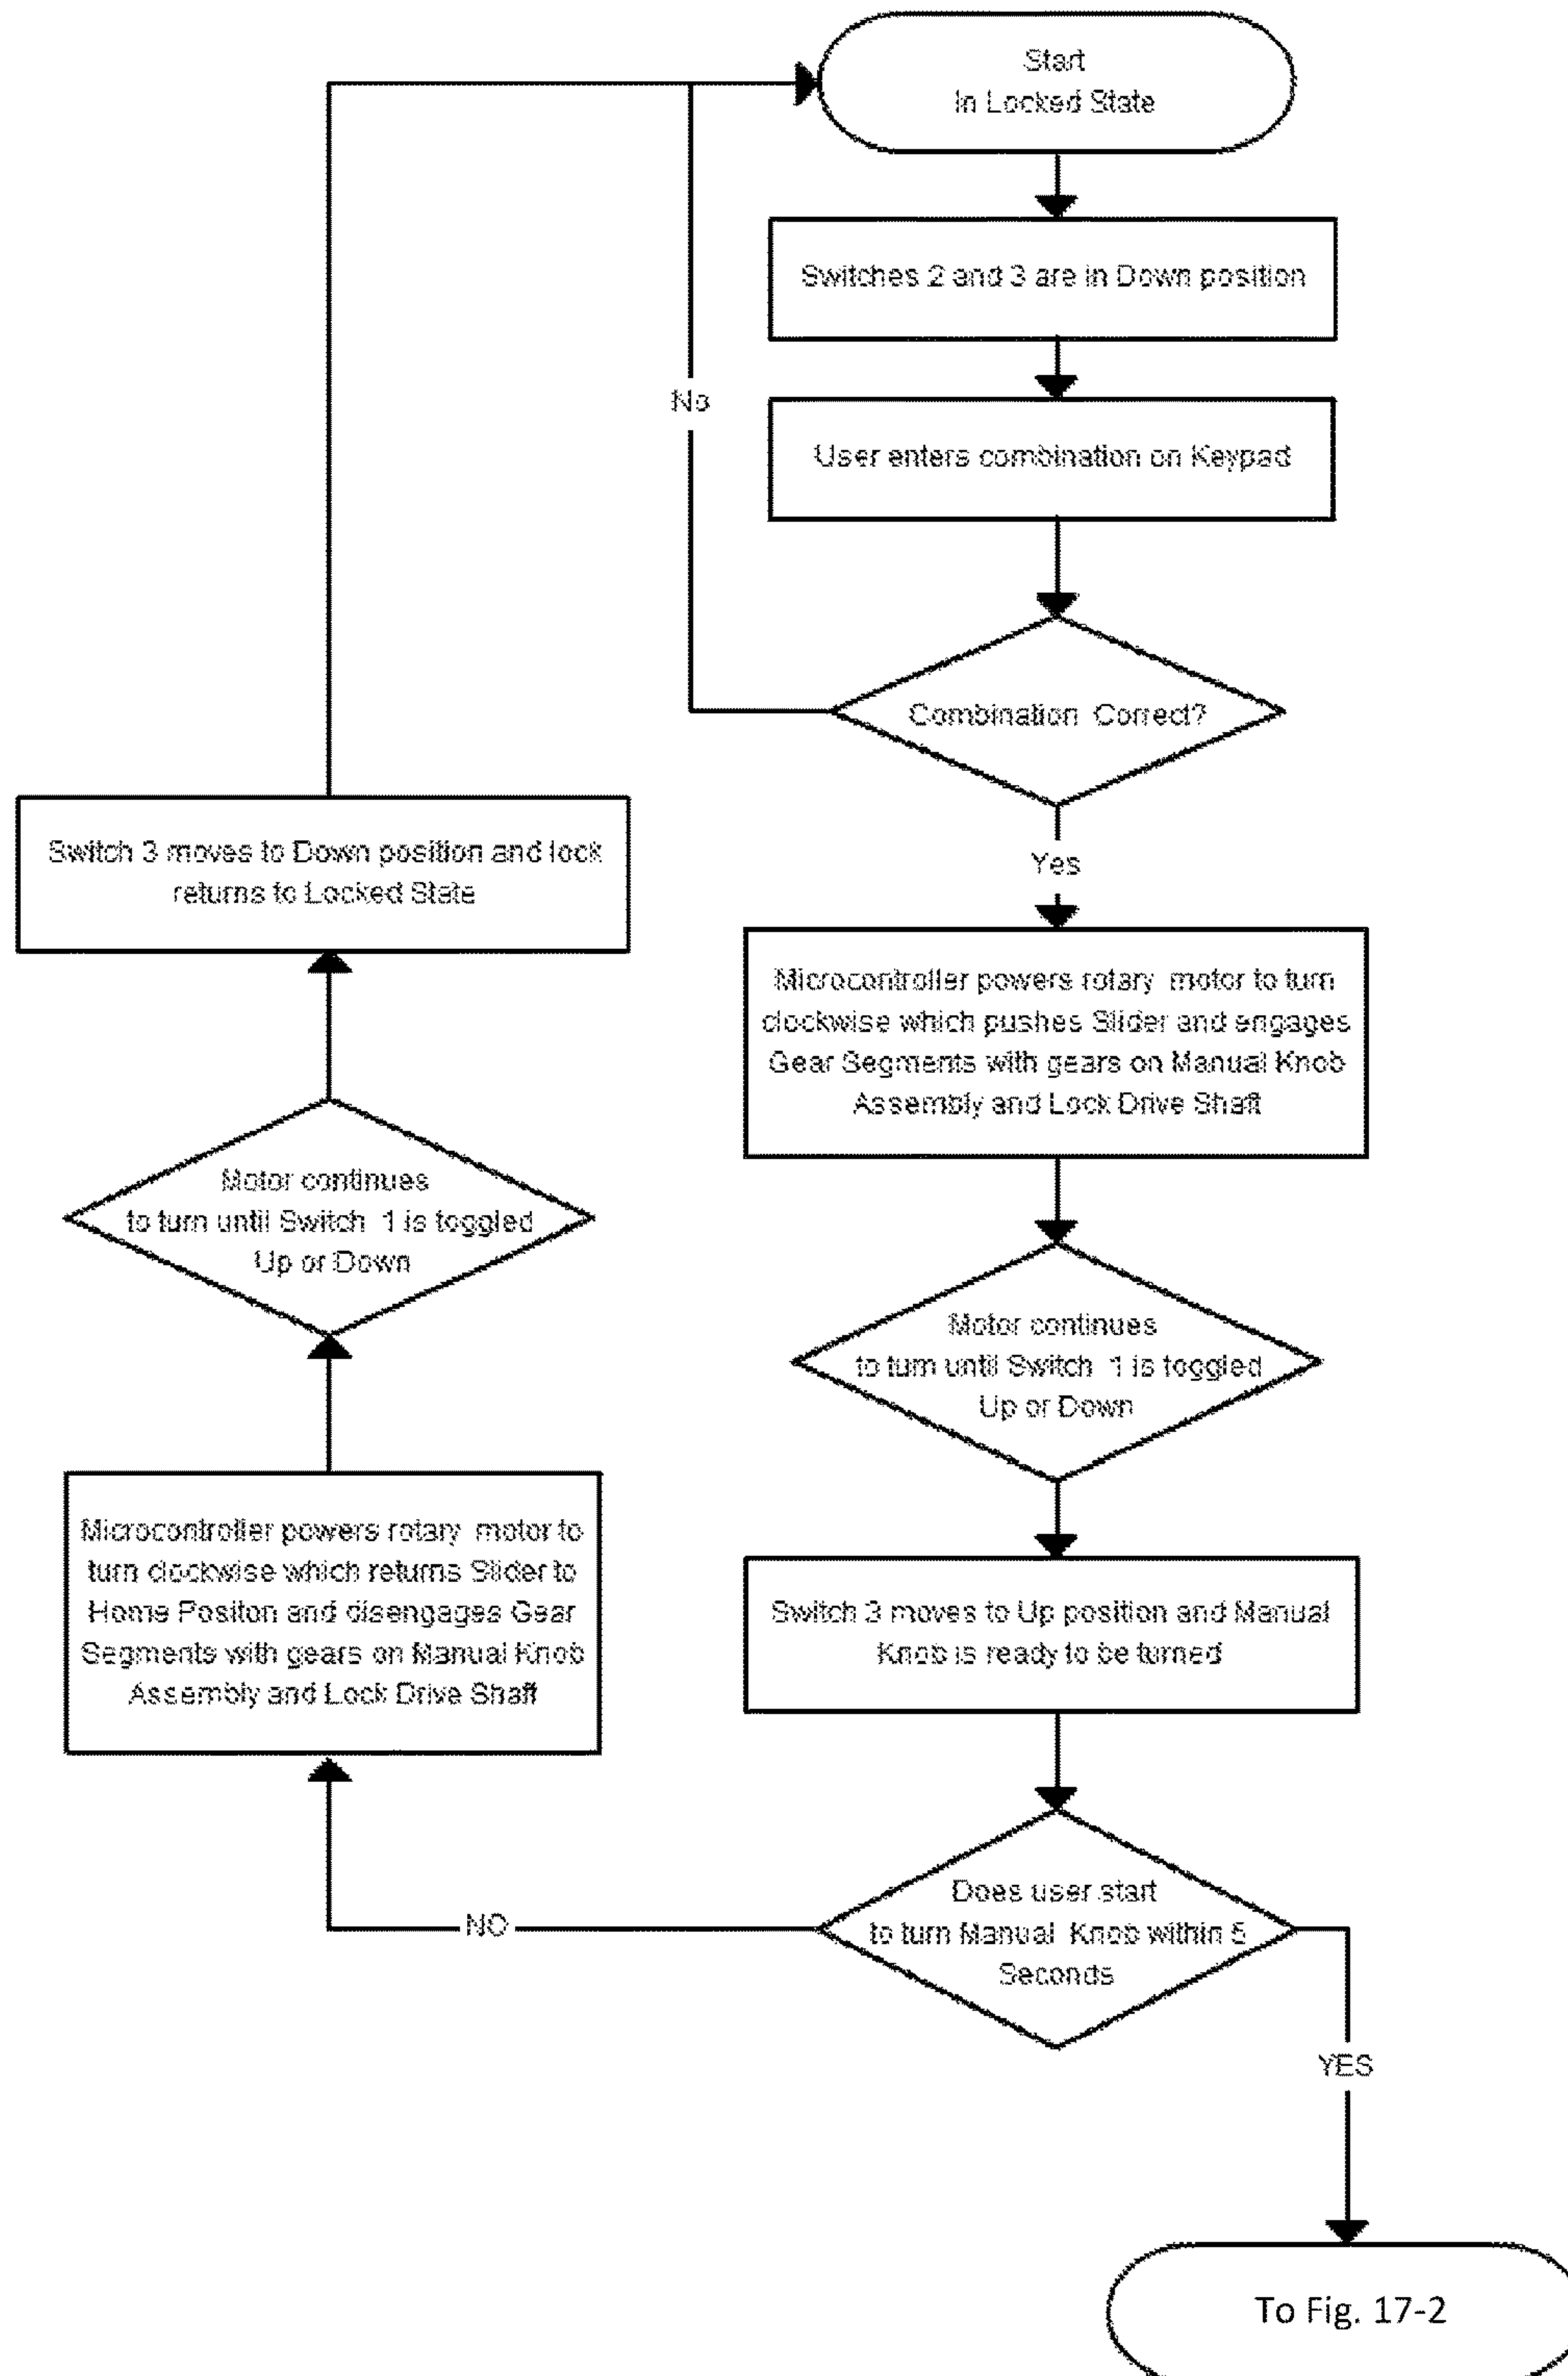 Start
In Locked State
Switches 2 and 3 are in Down position
User enters combination on Keypad
No
Combination Correct?
Yes
Microcontroller powers rotary motor to turn
clockwise which pushes Slider and engages
Gear Segments with gears on Manual Knob
Assembly and Lock Drive Shaft
Motor continues
to turn until Switch 1 is toggled
Up or Down
Switch 3 moves to Up position and Manual
Knob is ready to be turned
Does user start
to turn Manual Knob within 5
Seconds
NO
YES
Microcontroller powers rotary motor to
turn clockwise which returns Slider to
Home Positon and disengages Gear
Segments with gears on Manual Knob
Assembly and Lock Drive Shaft
Motor continues
to turn until Switch 1 is toggled
Up or Down
Switch 3 moves to Down position and lock
returns to Locked State
To Fig. 17-2